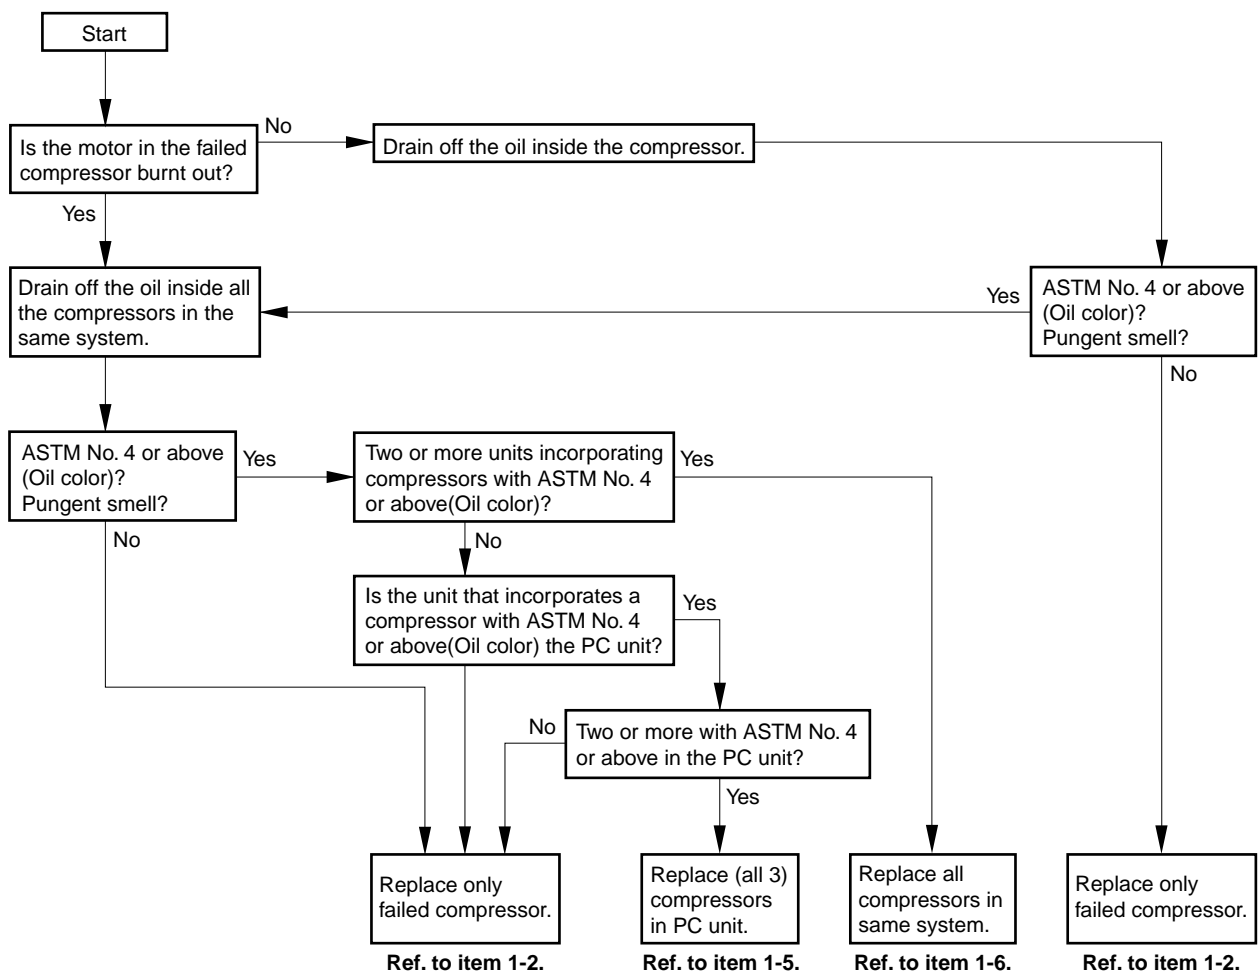 Start
Is the motor in the failed
compressor burnt out?
No
Drain off the oil inside the compressor.
Yes
Drain off the oil inside all
the compressors in the
same system.
Yes
ASTM No. 4 or above
(Oil color)?
Pungent smell?
No
ASTM No. 4 or above
(Oil color)?
Pungent smell?
Yes
Two or more units incorporating
compressors with ASTM No. 4
or above(Oil color)?
Yes
No
No
Is the unit that incorporates a
compressor with ASTM No. 4
or above(Oil color) the PC unit?
Yes
No
Two or more with ASTM No. 4
or above in the PC unit?
Yes
Replace only
failed compressor.
Replace (all 3)
compressors
in PC unit.
Replace all
compressors in
same system.
Replace only
failed compressor.
Ref. to item 1-2.
Ref. to item 1-5.
Ref. to item 1-6.
Ref. to item 1-2.